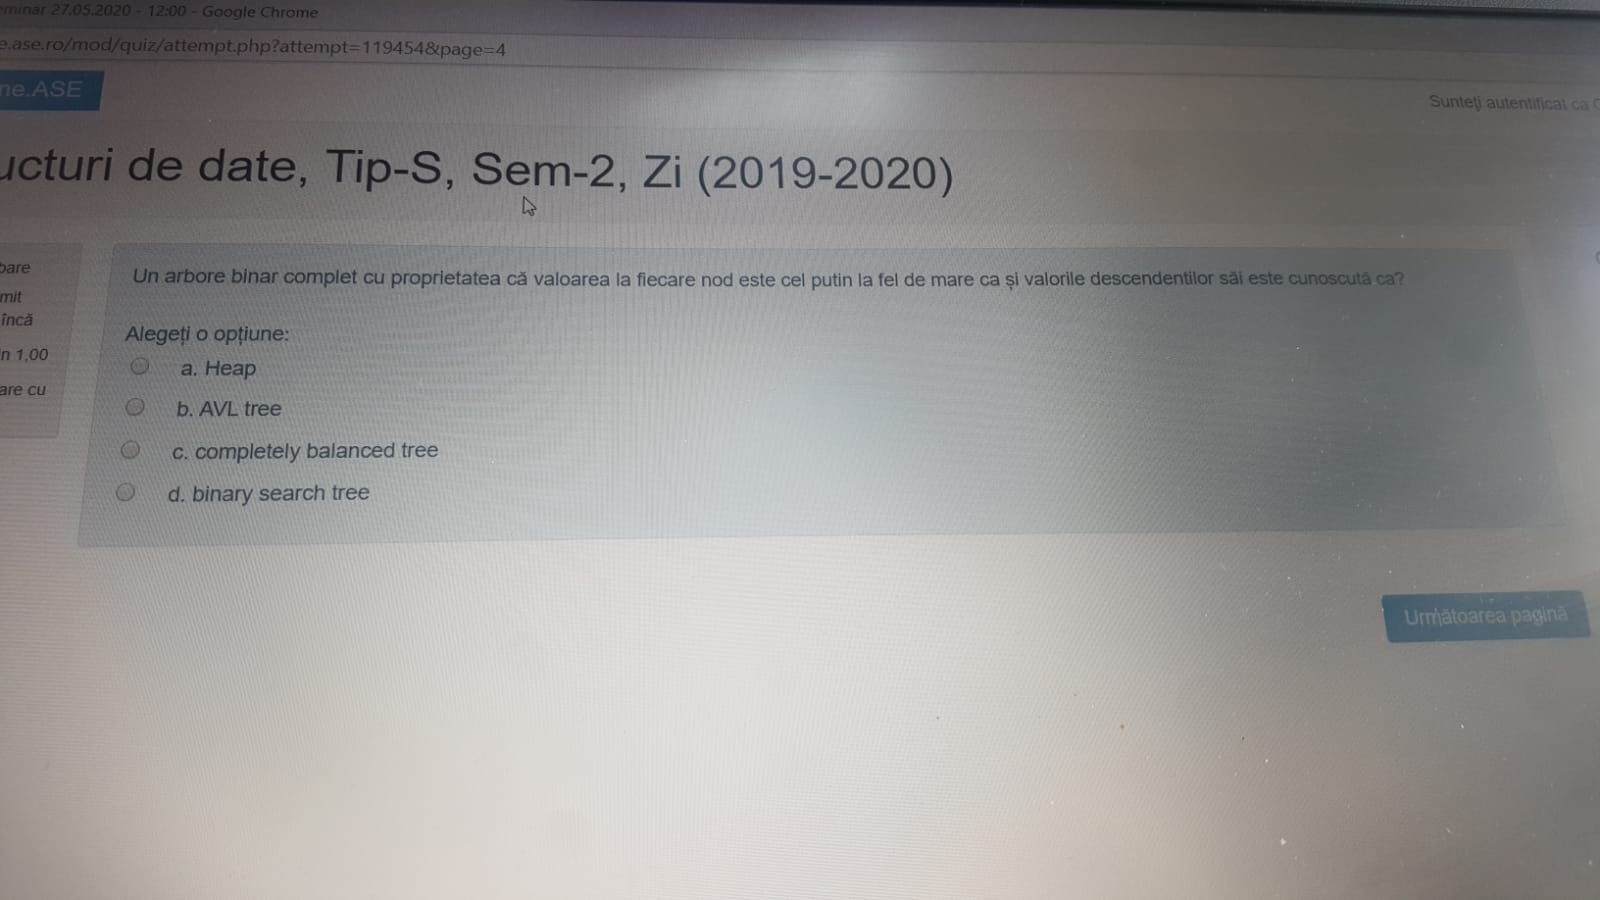 eminar 27.05.2020 - 12:00 - Google Chrome
e.ase.ro/mod/quiz/attempt.php?attempt=119454&page=4
ne.ASE
Sunteți autentificat ca
ucturi de date, Tip-S, Sem-2, Zi (2019-2020)
bare
mit
încă
n 1,00
are cu
Un arbore binar complet cu proprietatea că valoarea la fiecare nod este cel putin la fel de mare ca și valorile descendentilor săi este cunoscută ca?
Alegeți o opțiune:
a. Heap
b. AVL tree
c. completely balanced tree
d. binary search tree
Următoarea pagină